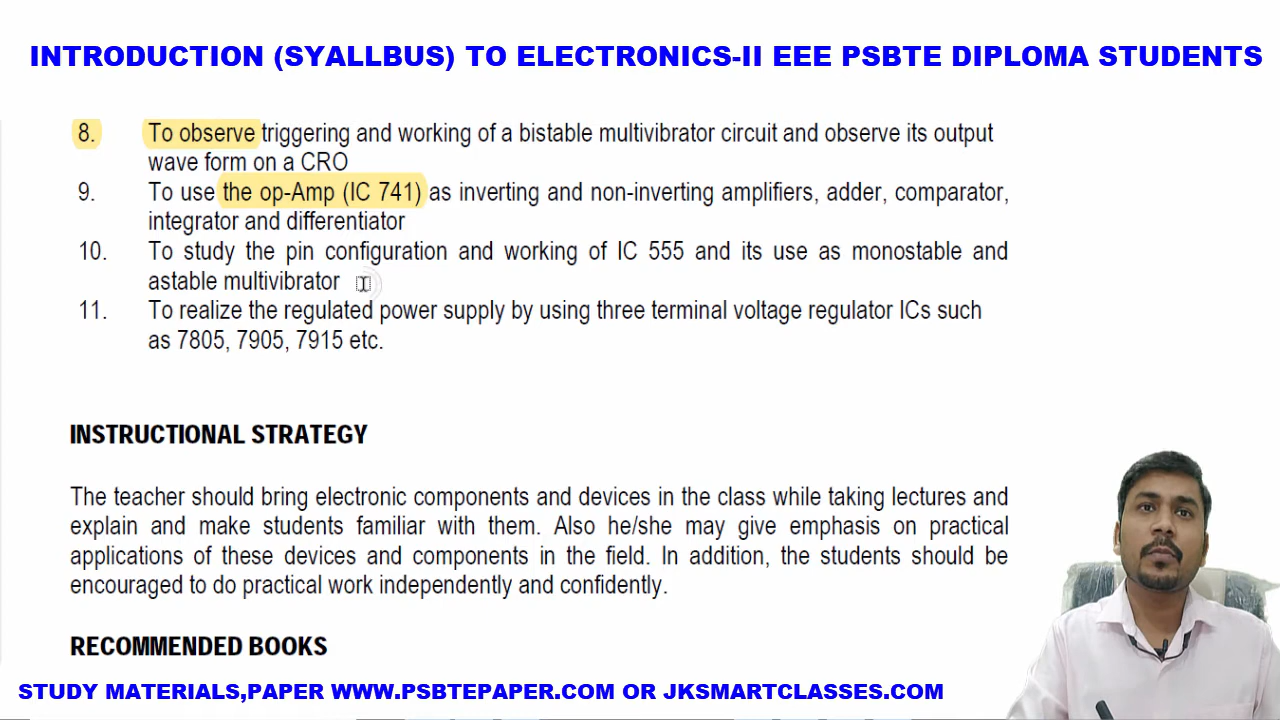 INTRODUCTION (SYALLBUS) TO ELECTRONICS-II EEE PSBTE DIPLOMA STUDENTS
8. To observe triggering and working of a bistable multivibrator circuit and observe its output
wave form on a CRO
9. To use the op-Amp (IC 741) as inverting and non-inverting amplifiers, adder, comparator,
integrator and differentiator
10. To study the pin configuration and working of IC 555 and its use as monostable and
astable multivibrator
11. To realize the regulated power supply by using three terminal voltage regulator ICs such
as 7805, 7905, 7915 etc.
INSTRUCTIONAL STRATEGY
The teacher should bring electronic components and devices in the class while taking lectures and
explain and make students familiar with them. Also he/she may give emphasis on practical
applications of these devices and components in the field. In addition, the students should be
encouraged to do practical work independently and confidently.
RECOMMENDED BOOKS
STUDY MATERIALS,PAPER WWW.PSBTEPAPER.COM OR JKSMARTCLASSES.COM